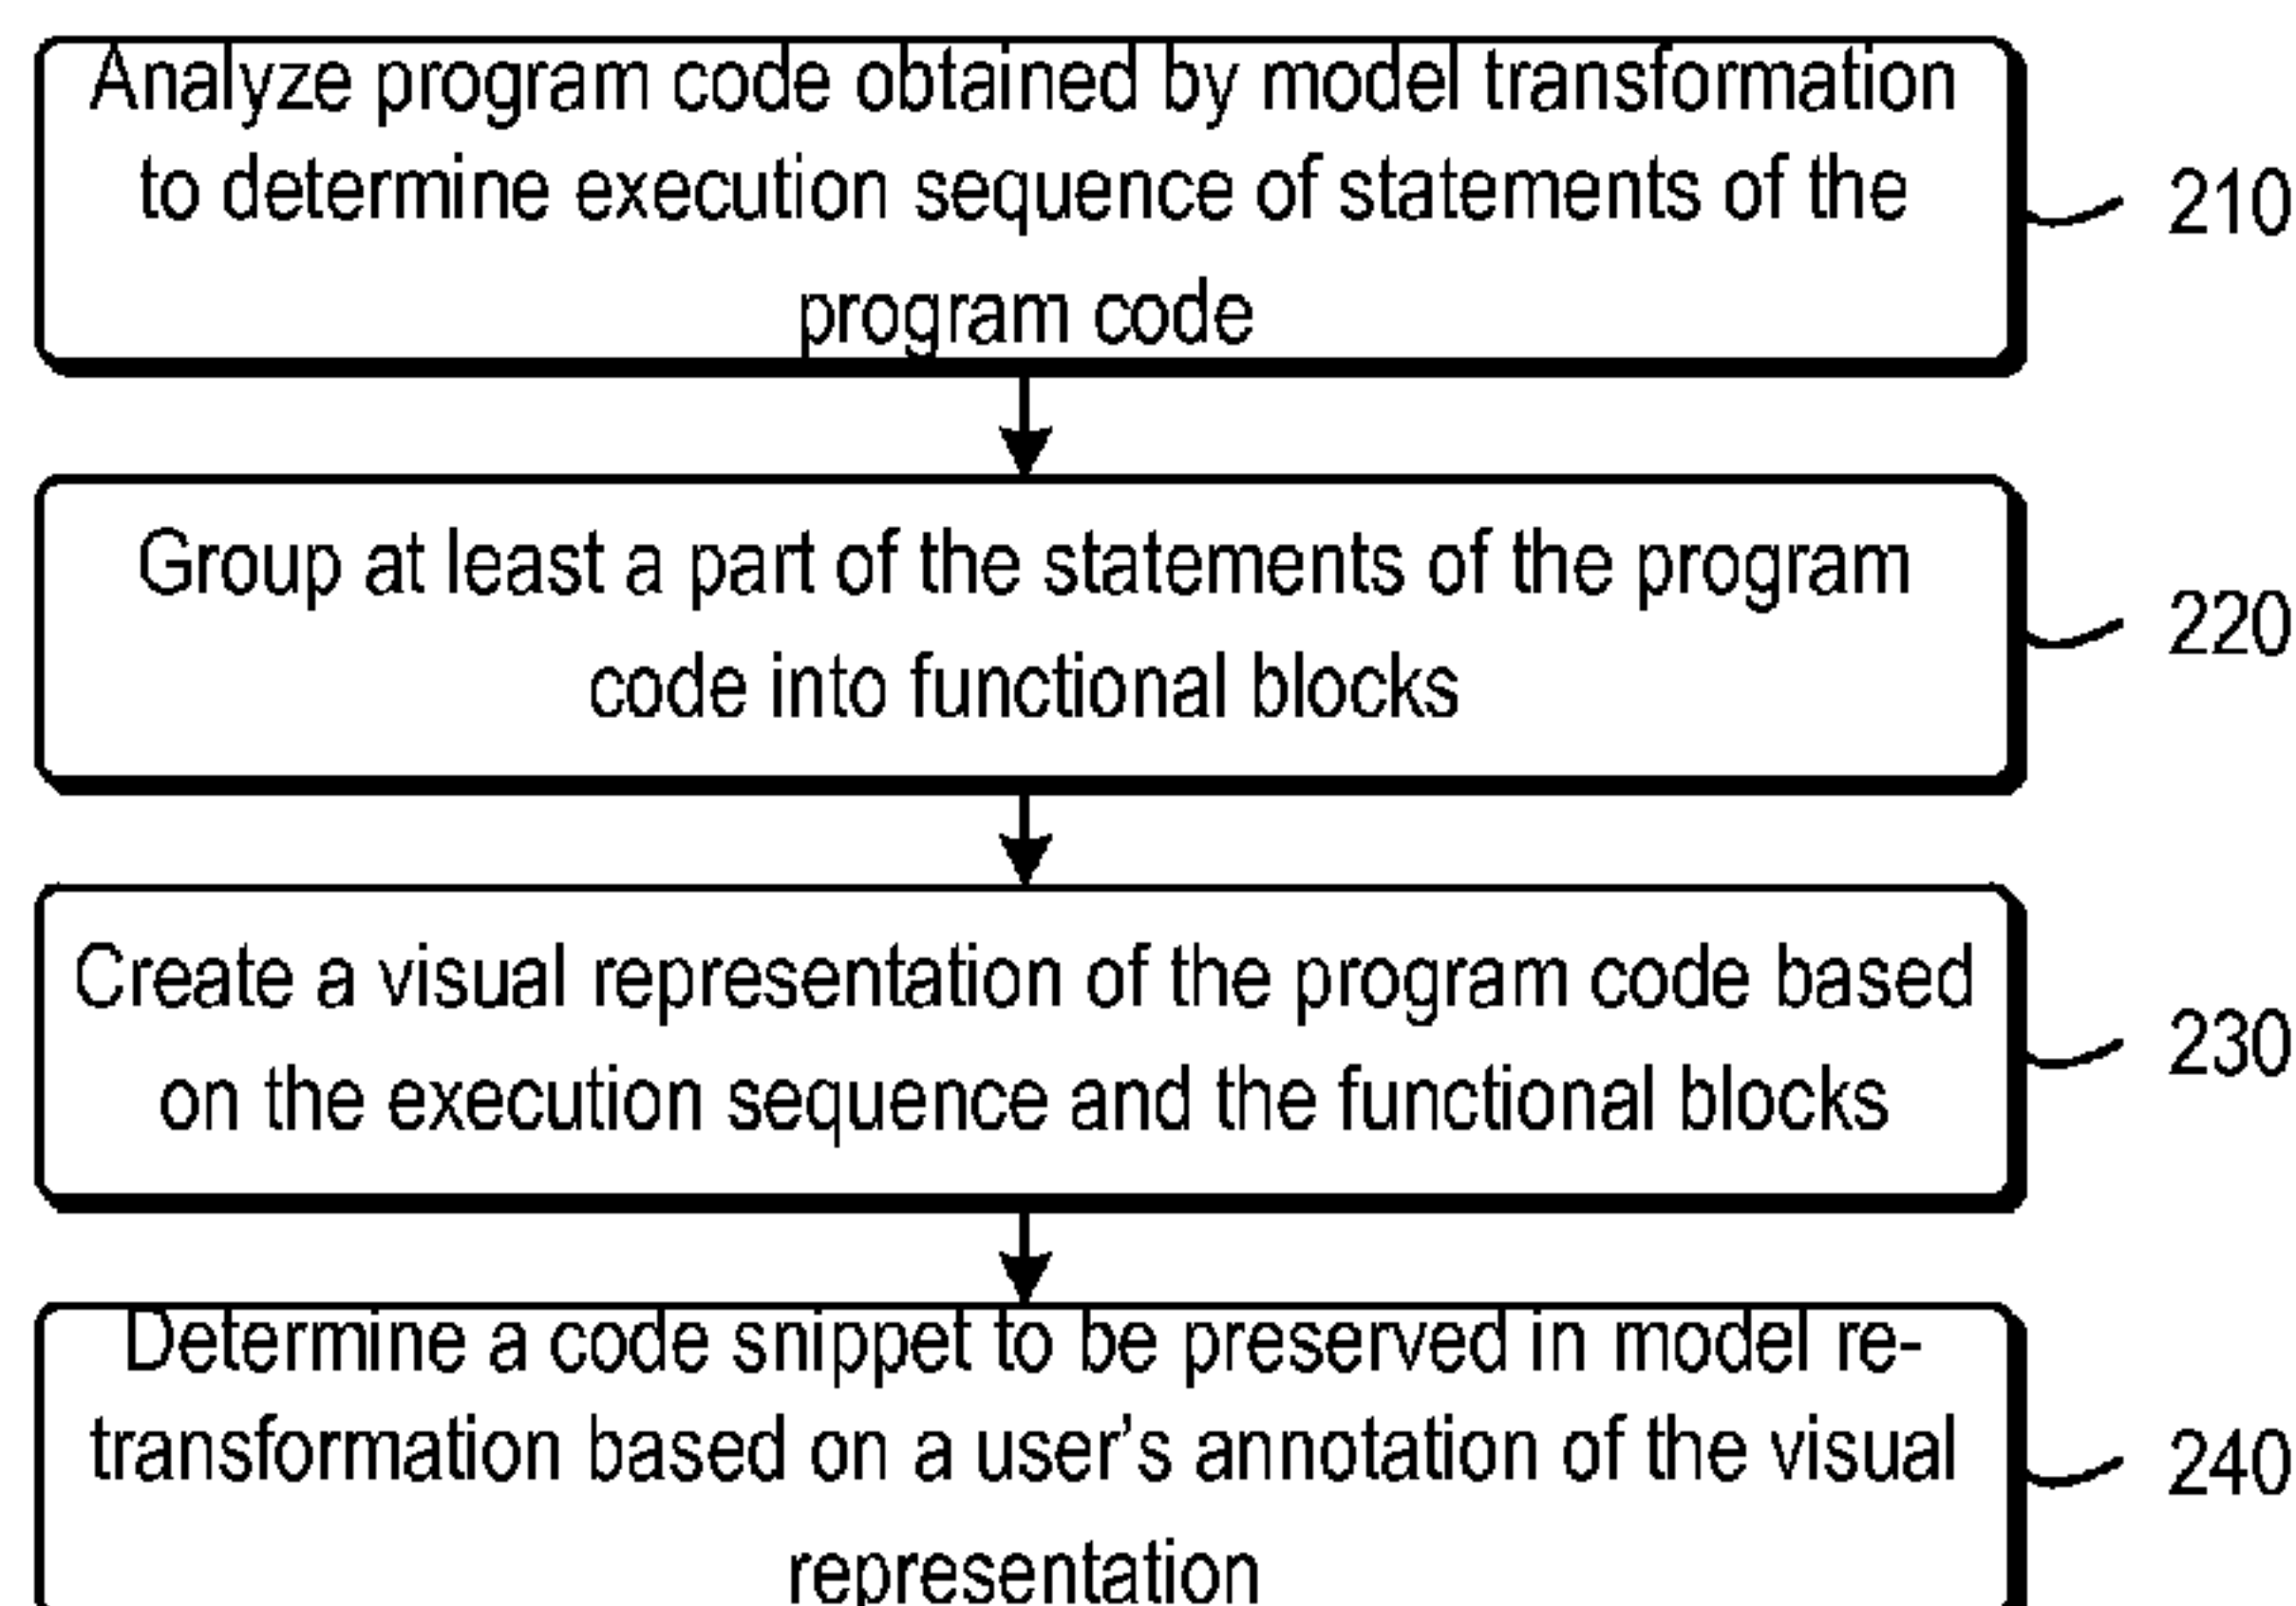 Analyze program code obtained by model transformation
to determine execution sequence of statements of the
program code
210
Group at least a part of the statements of the program
code into functional blocks
220
Create a visual representation of the program code based
on the execution sequence and the functional blocks
230
Determine a code snippet to be preserved in model re-
transformation based on a user’s annotation of the visual
representation
240